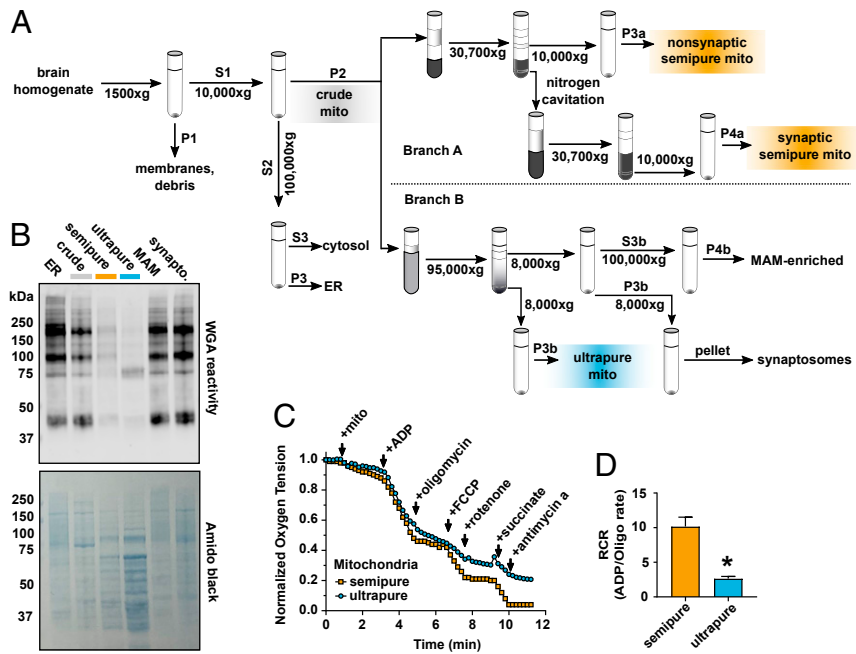 A
brain
homogenate
1500xg
P1
membranes,
debris
S1
10,000xg
P2
crude
mito
S2
100,000xg
S3
cytosol
P3
ER
30,700xg
10,000xg
P3a
nonsynaptic
semipure mito
nitrogen
cavitation
30,700xg
10,000xg
P4a
synaptic
semipure mito
Branch A
Branch B
95,000xg
8,000xg
S3b
100,000xg
P4b
MAM-enriched
8,000xg
P3b
8,000xg
P3b
ultrapure
mito
pellet
synaptosomes
B
ER
crude
semipure
ultrapure
MAM
synapto.
kDa
250
150
100
75
50
37
WGA reactivity
250
150
100
75
50
37
Amido black
C
+mito
+ADP
+oligomycin
+FCCP
+rotenone
+succinate
+antimycin a
Normalized Oxygen Tension
1.0
0.8
0.6
0.4
0.2
0.0
Mitochondria
semipure
ultrapure
0 2 4 6 8 10 12
Time (min)
D
RCR
(ADP/Oligo rate)
15
10
5
0
*
semipure
ultrapure